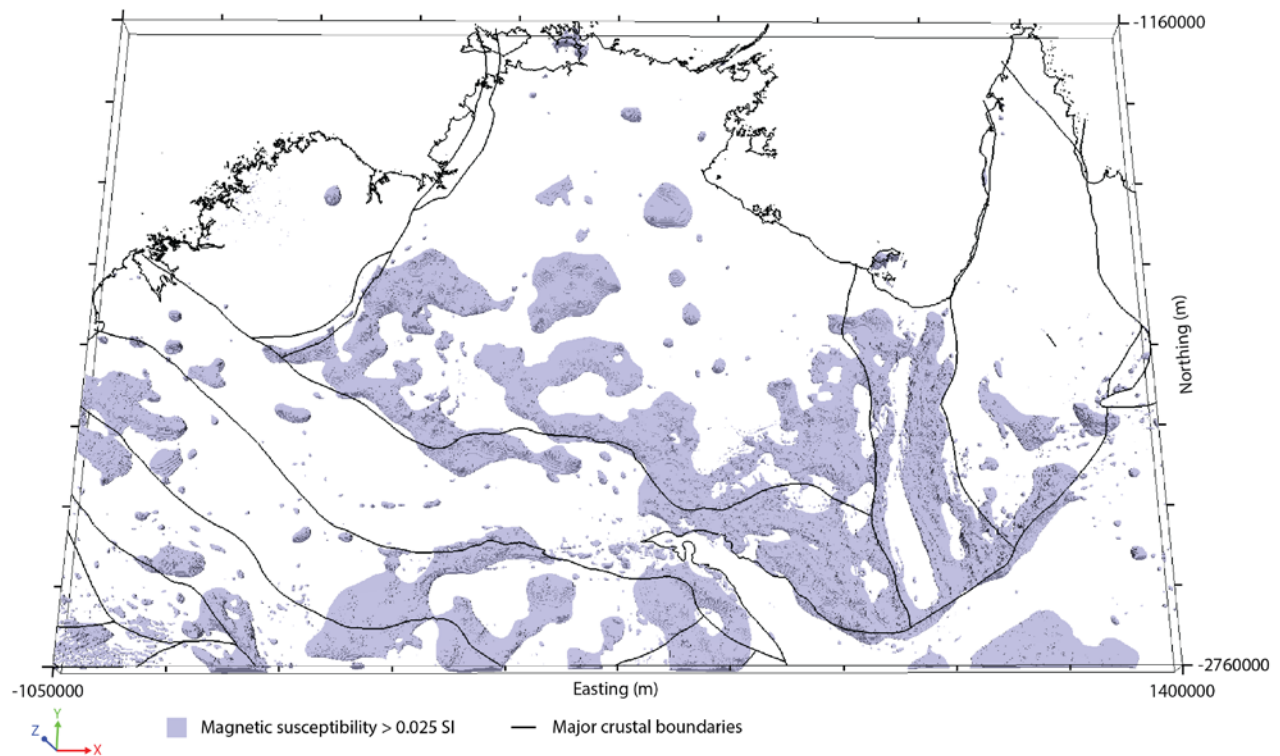 -1160000
Northing (m)
-2760000
-1050000
Easting (m)
1400000
Y
Z
X
Magnetic susceptibility > 0.025 SI
Major crustal boundaries